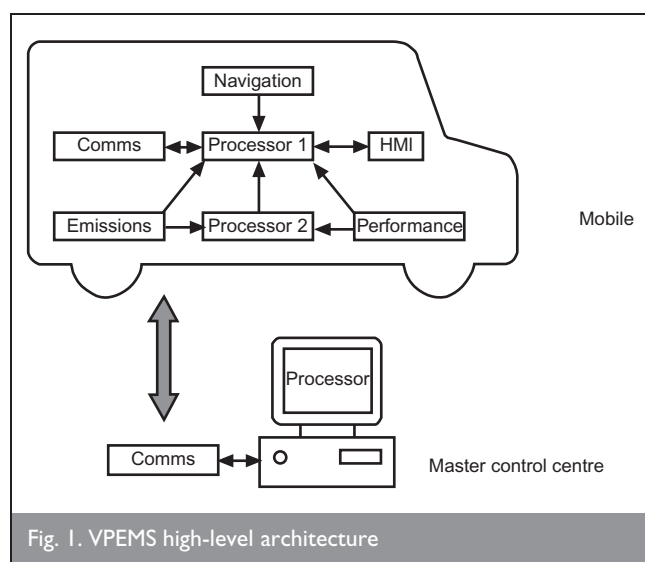 Navigation
Comms
Processor 1
HMI
Emissions
Processor 2
Performance
Mobile
Processor
Comms
Master control centre
Fig. 1. VPEMS high-level architecture